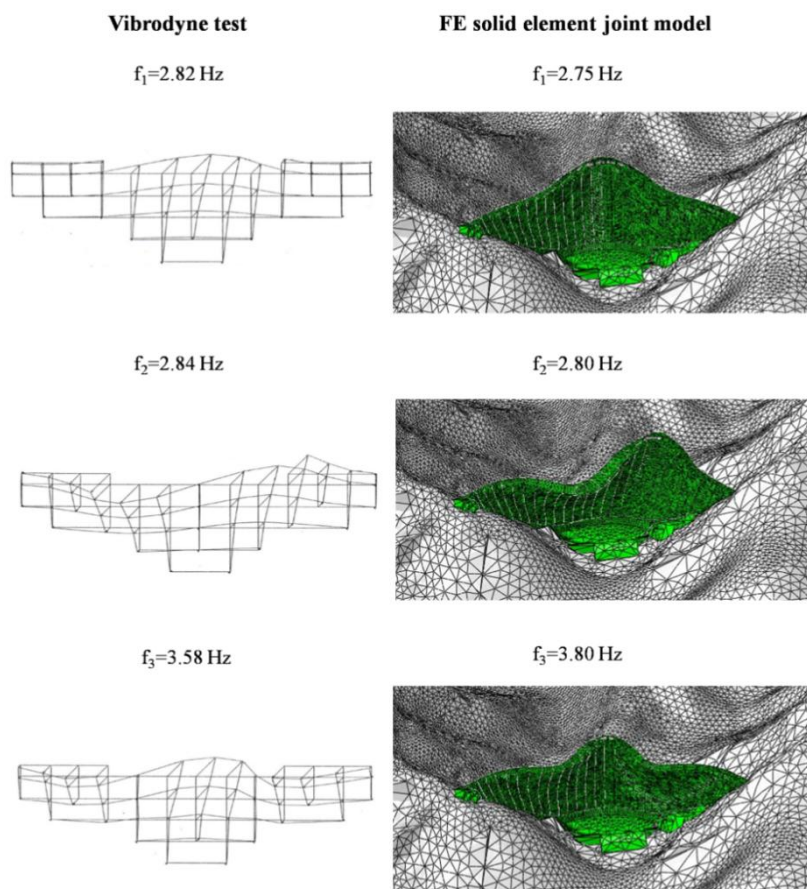 Vibrodyne test FE solid element joint model
f₁=2.82 Hz f₁=2.75 Hz
f₂=2.84 Hz f₂=2.80 Hz
f₃=3.58 Hz f₃=3.80 Hz